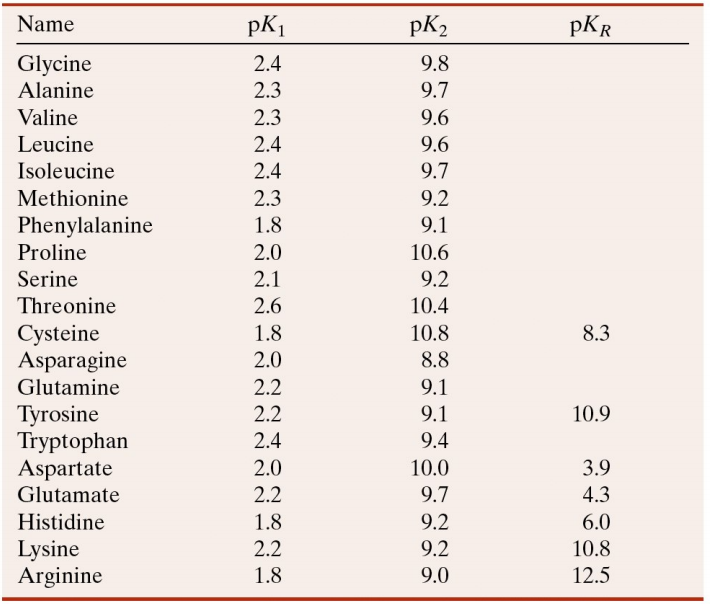 Name pK1 pK2 pKR
Glycine 2.4 9.8
Alanine 2.3 9.7
Valine 2.3 9.6
Leucine 2.4 9.6
Isoleucine 2.4 9.7
Methionine 2.3 9.2
Phenylalanine 1.8 9.1
Proline 2.0 10.6
Serine 2.1 9.2
Threonine 2.6 10.4
Cysteine 1.8 10.8 8.3
Asparagine 2.0 8.8
Glutamine 2.2 9.1
Tyrosine 2.2 9.1 10.9
Tryptophan 2.4 9.4
Aspartate 2.0 10.0 3.9
Glutamate 2.2 9.7 4.3
Histidine 1.8 9.2 6.0
Lysine 2.2 9.2 10.8
Arginine 1.8 9.0 12.5